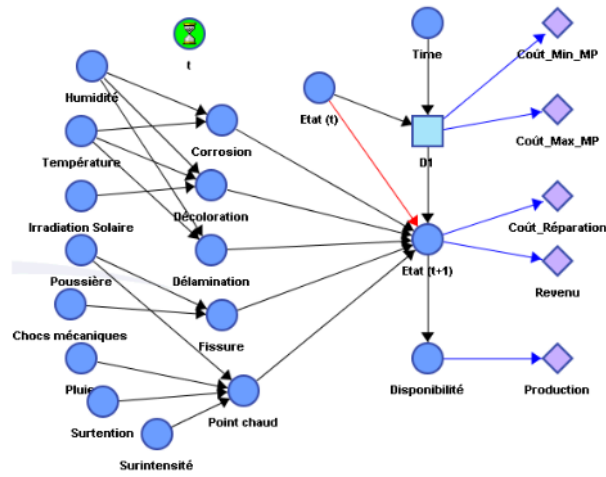 t
Time
Coût_Min_MP
Humidité
Etat (t)
Corrosion
D1
Coût_Max_MP
Température
Décoloration
Irradiation Solaire
Coût_Réparation
Poussière
Délamination
Etat (t+1)
Revenu
Chocs mécaniques
Fissure
Pluie
Disponibilité
Production
Surtention
Point chaud
Surintensité